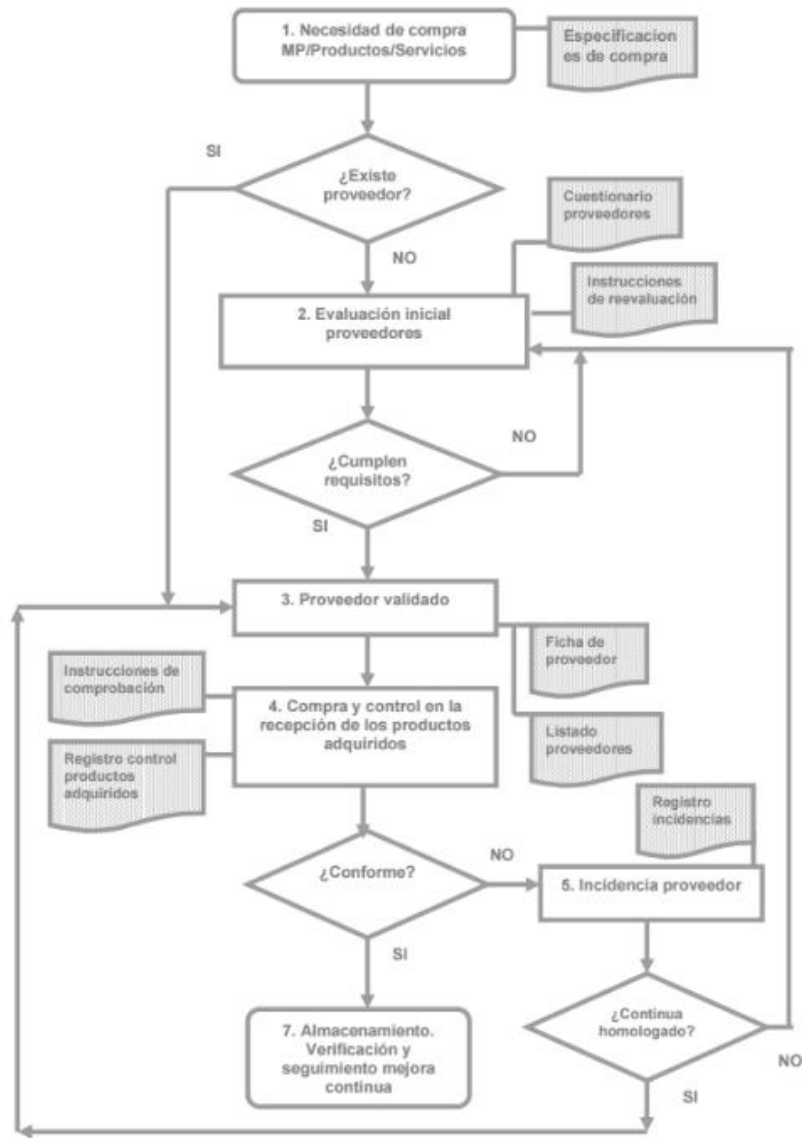 1. Necesidad de compra
MP/Productos/Servicios
Especificacion
es de compra
SI
¿Existe
proveedor?
Cuestionario
proveedores
NO
Instrucciones
de reevaluación
2. Evaluación inicial
proveedores
NO
¿Cumplen
requisitos?
SI
3. Proveedor validado
Ficha de
proveedor
Instrucciones de
comprobación
4. Compra y control en la
recepción de los productos
adquiridos
Listado
proveedores
Registro control
productos
adquiridos
Registro
incidencias
NO
¿Conforme?
5. Incidencia proveedor
SI
¿Continua
homologado?
7. Almacenamiento.
Verificación y
seguimiento mejora
continua
NO
SI